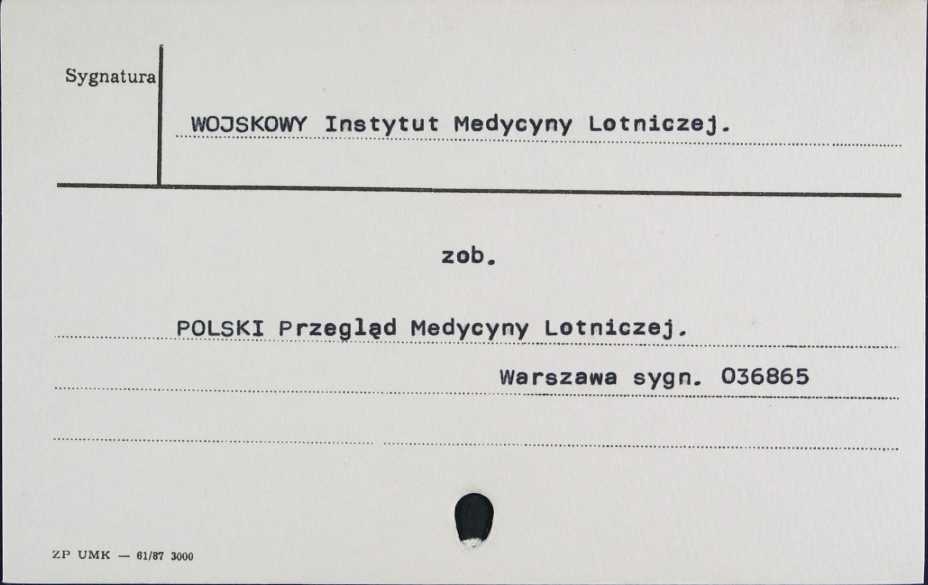 Sygnatura
WOJSKOWY Instytut Medycyny Lotniczej.
zob.
POLSKI Przegląd Medycyny Lotniczej.
Warszawa sygn. 036865
ZP UMK — 61/87 3000